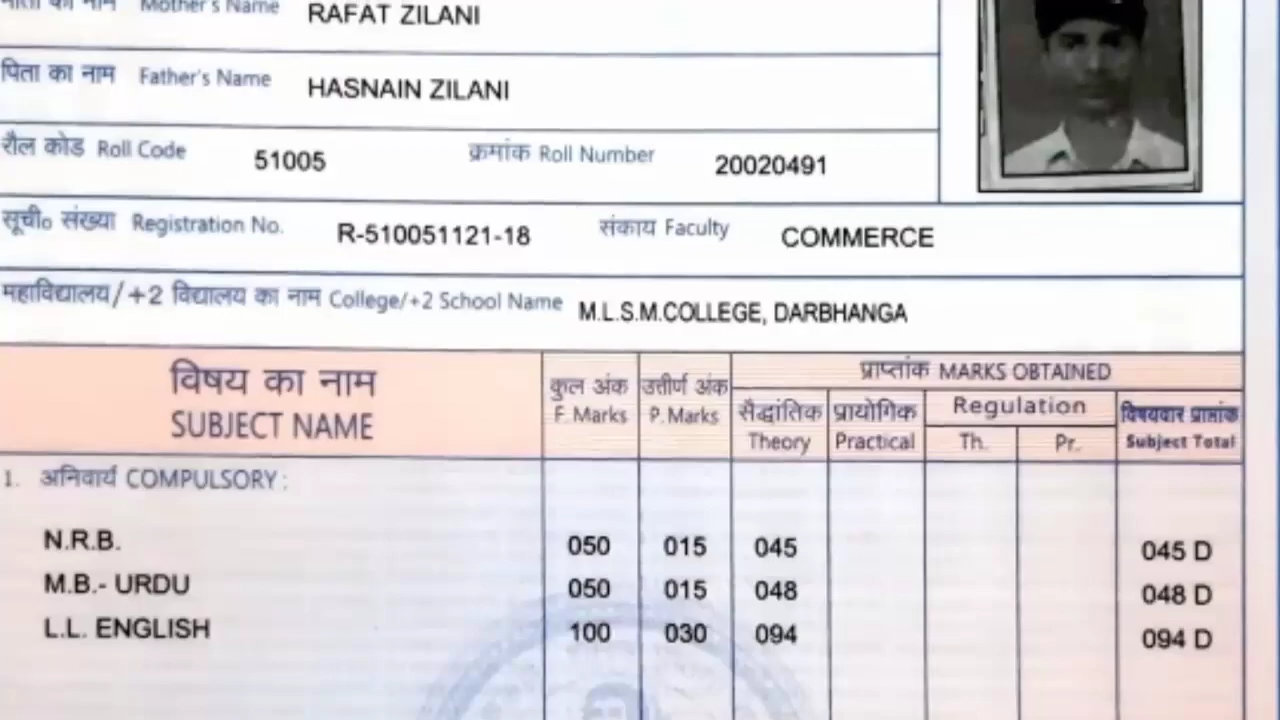 माता का नाम Mother's Name RAFAT ZILANI
पिता का नाम Father's Name HASNAIN ZILANI
रौल कोड Roll Code 51005 क्रमांक Roll Number 20020491
सूची० संख्या Registration No. R-510051121-18 संकाय Faculty COMMERCE
महाविद्यालय/+2 विद्यालय का नाम College/+2 School Name M.L.S.M.COLLEGE, DARBHANGA
विषय का नाम
SUBJECT NAME
कुल अंक
F. Marks
उत्तीर्ण अंक
P. Marks
प्राप्तांक MARKS OBTAINED
सैद्धांतिक
Theory
प्रायोगिक
Practical
Regulation
Th. Pr.
विषयवार प्राप्तांक
Subject Total
1. अनिवार्य COMPULSORY :
N.R.B. 050 015 045 045 D
M.B.- URDU 050 015 048 048 D
L.L. ENGLISH 100 030 094 094 D